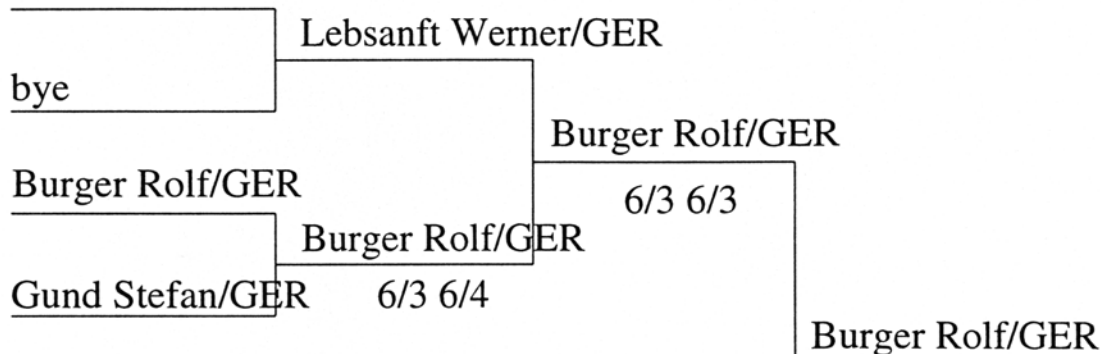 Lebsanft Werner/GER
bye
Burger Rolf/GER
Burger Rolf/GER
6/3 6/3
Burger Rolf/GER
Gund Stefan/GER
6/3 6/4
Burger Rolf/GER